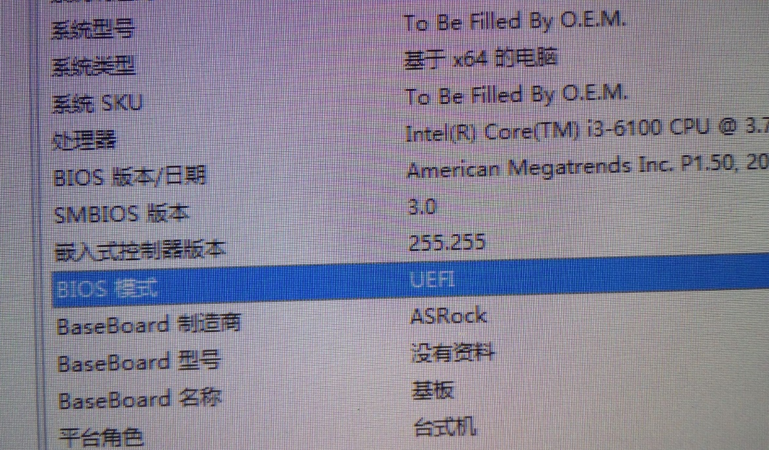 系统型号 To Be Filled By O.E.M.
系统类型 基于 x64 的电脑
系统 SKU To Be Filled By O.E.M.
处理器 Intel(R) Core(TM) i3-6100 CPU @ 3.7
BIOS 版本/日期 American Megatrends Inc. P1.50, 20
SMBIOS 版本 3.0
嵌入式控制器版本 255.255
BIOS 模式 UEFI
BaseBoard 制造商 ASRock
BaseBoard 型号 没有资料
BaseBoard 名称 基板
平台角色 台式机